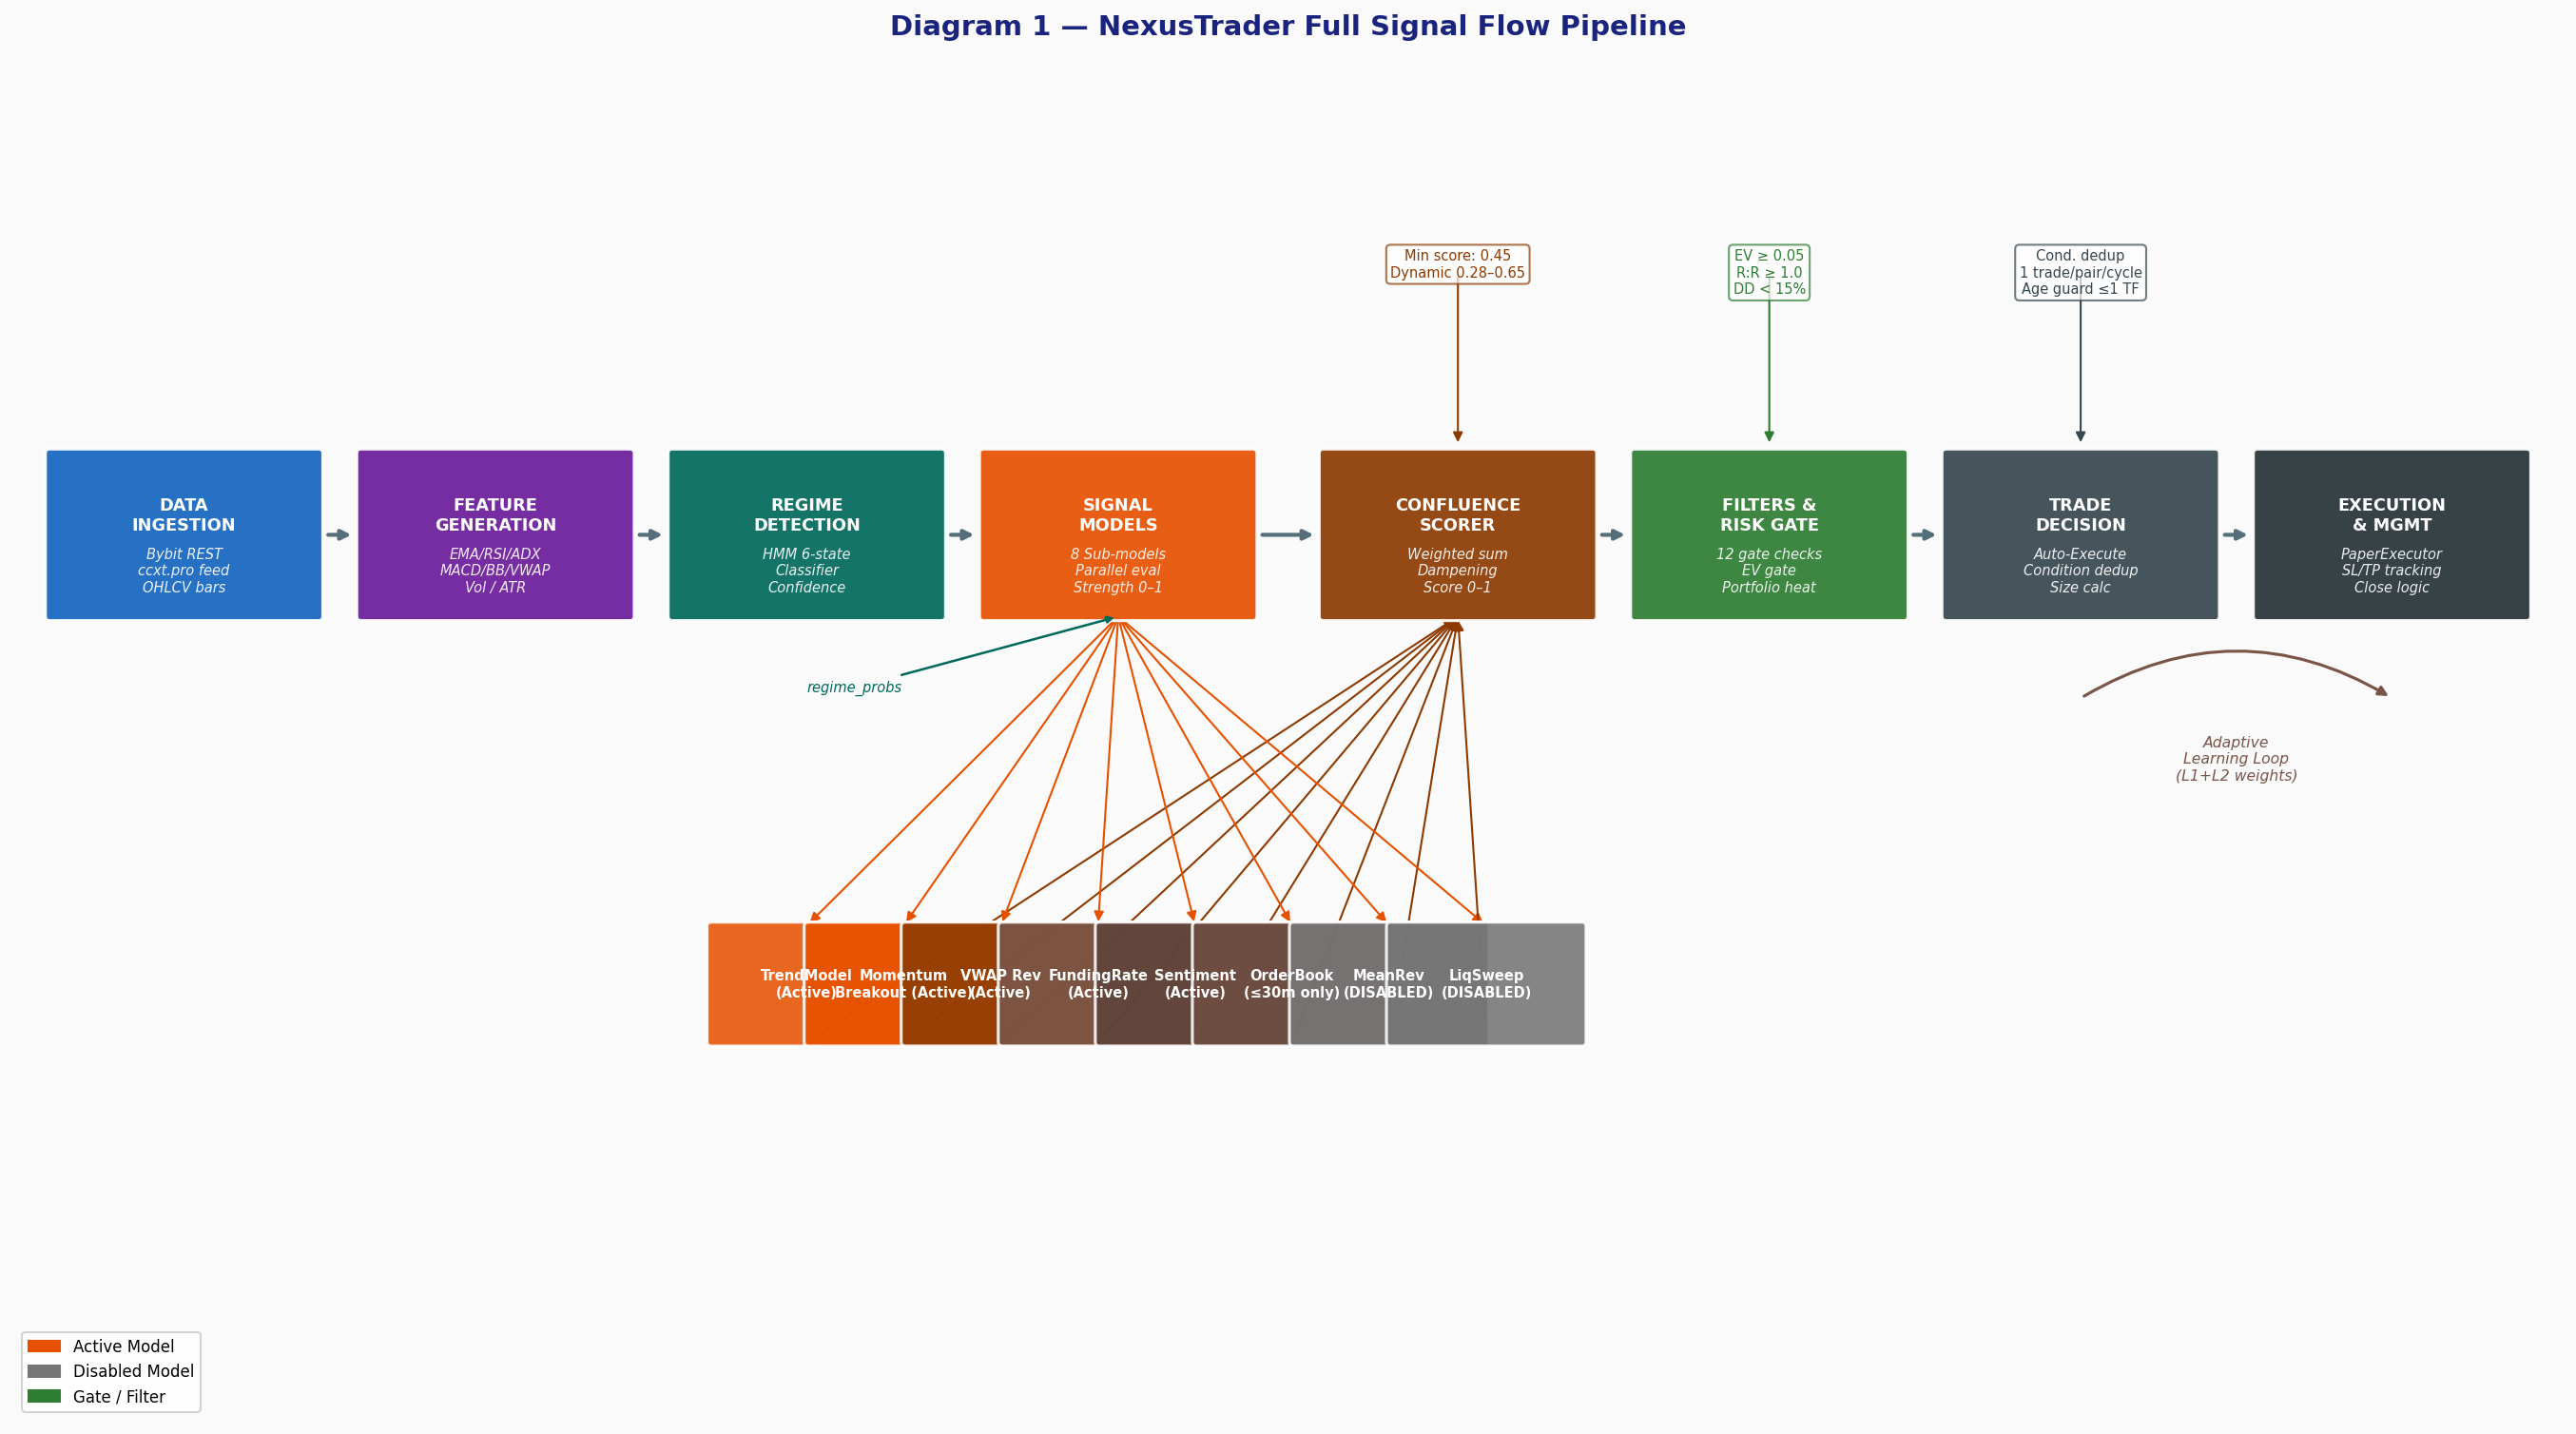 Diagram 1 — NexusTrader Full Signal Flow Pipeline
Min score: 0.45
Dynamic 0.28–0.65
EV ≥ 0.05
R:R ≥ 1.0
DD < 15%
Cond. dedup
1 trade/pair/cycle
Age guard ≤1 TF
DATA
INGESTION
Bybit REST
ccxt.pro feed
OHLCV bars
FEATURE
GENERATION
EMA/RSI/ADX
MACD/BB/VWAP
Vol / ATR
REGIME
DETECTION
HMM 6-state
Classifier
Confidence
SIGNAL
MODELS
8 Sub-models
Parallel eval
Strength 0–1
CONFLUENCE
SCORER
Weighted sum
Dampening
Score 0–1
FILTERS &
RISK GATE
12 gate checks
EV gate
Portfolio heat
TRADE
DECISION
Auto-Execute
Condition dedup
Size calc
EXECUTION
& MGMT
PaperExecutor
SL/TP tracking
Close logic
regime_probs
Adaptive
Learning Loop
(L1+L2 weights)
TrendModel
(Active)
Momentum
Breakout (Active)
VWAP Rev
(Active)
FundingRate
(Active)
Sentiment
(Active)
OrderBook
(≤30m only)
MeanRev
(DISABLED)
LiqSweep
(DISABLED)
Active Model
Disabled Model
Gate / Filter